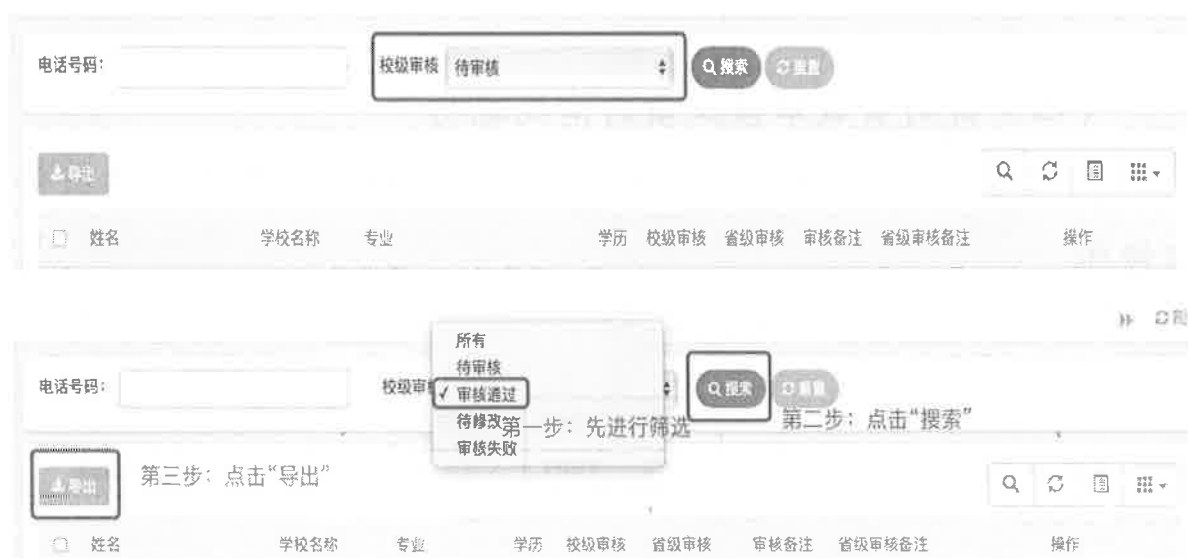 电话号码： 校级审核 待审核 搜索 重置
导出
姓名 学校名称 专业 学历 校级审核 省级审核 审核备注 省级审核备注 操作
所有
待审核
电话号码： 校级审 ✓ 审核通过 搜索 重置
待修改
审核失败
第一步：先进行筛选
第二步：点击“搜索”
导出 第三步：点击“导出”
姓名 学校名称 专业 学历 校级审核 省级审核 审核备注 省级审核备注 操作